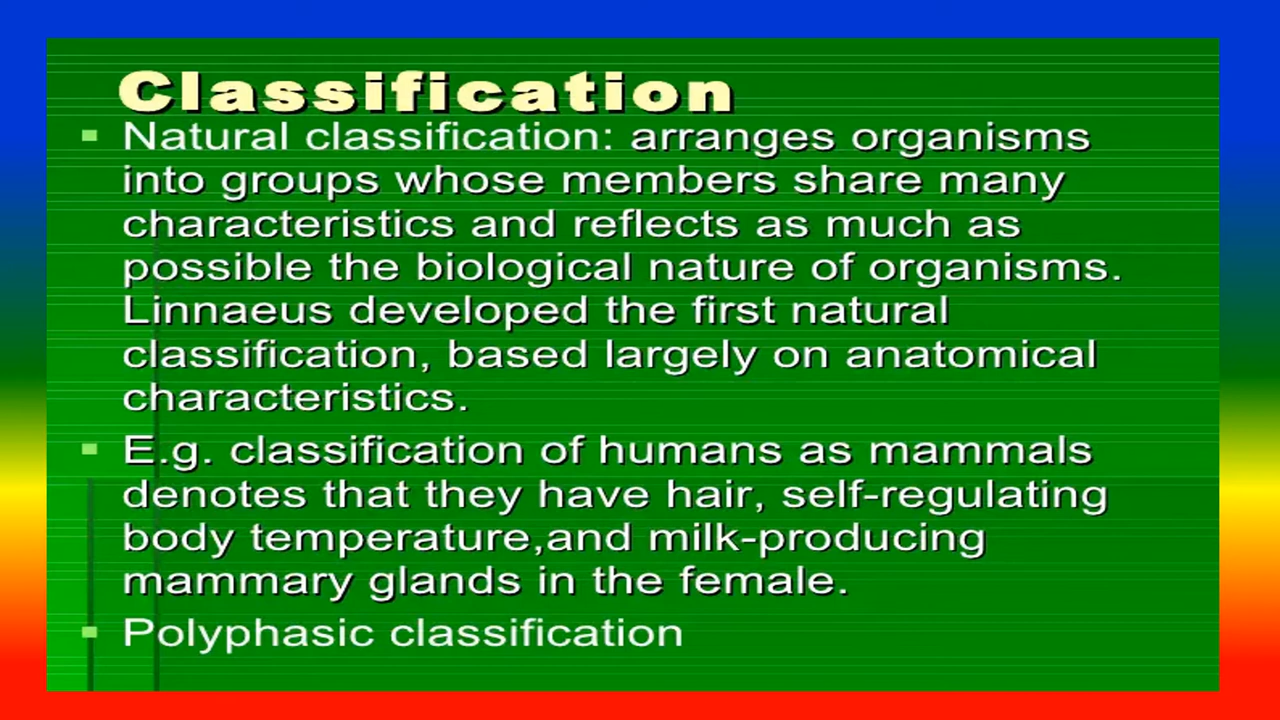 Classification
Natural classification: arranges organisms
into groups whose members share many
characteristics and reflects as much as
possible the biological nature of organisms.
Linnaeus developed the first natural
classification, based largely on anatomical
characteristics.
E.g. classification of humans as mammals
denotes that they have hair, self-regulating
body temperature,and milk-producing
mammary glands in the female.
Polyphasic classification